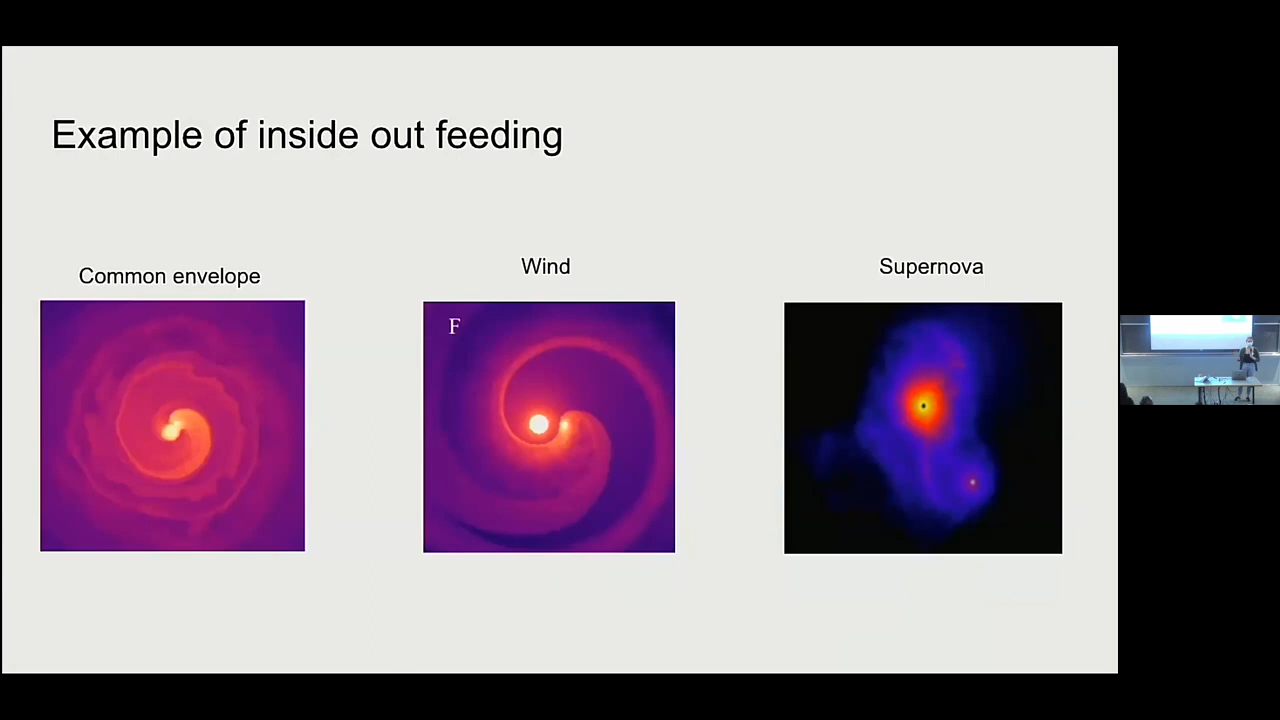 Example of inside out feeding
Common envelope
Wind
Supernova
F